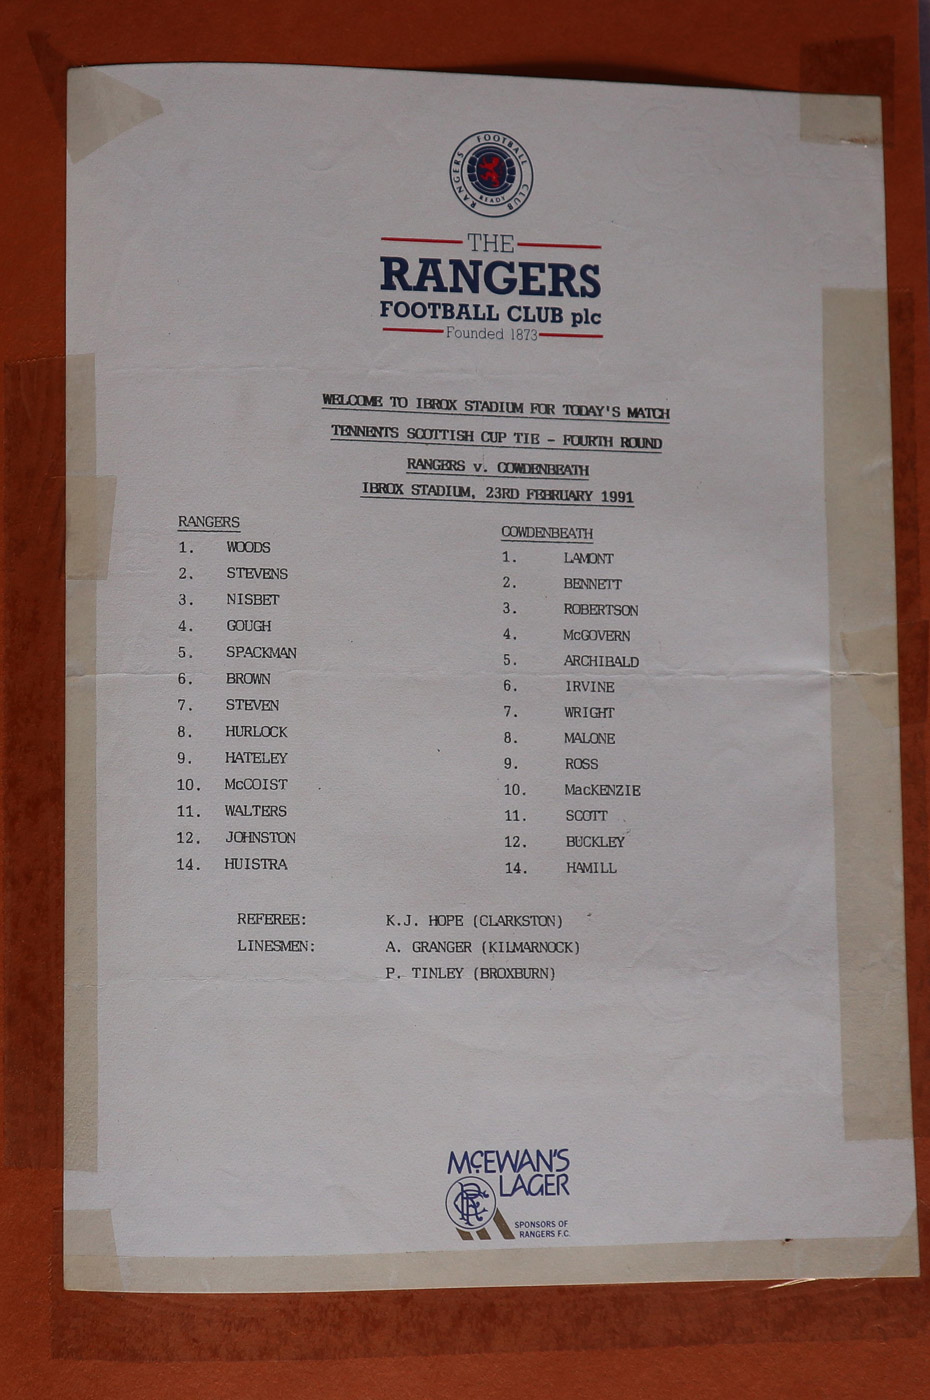 RANGERS FOOTBALL CLUB
READY
THE
RANGERS
FOOTBALL CLUB plc
Founded 1873
WELCOME TO IBROX STADIUM FOR TODAY'S MATCH
TENNENTS SCOTTISH CUP TIE - FOURTH ROUND
RANGERS v. COWDENBEATH
IBROX STADIUM, 23RD FEBRUARY 1991
RANGERS
1. WOODS
2. STEVENS
3. NISBET
4. GOUGH
5. SPACKMAN
6. BROWN
7. STEVEN
8. HURLOCK
9. HATELEY
10. McCOIST
11. WALTERS
12. JOHNSTON
14. HUISTRA
COWDENBEATH
1. LAMONT
2. BENNETT
3. ROBERTSON
4. McGOVERN
5. ARCHIBALD
6. IRVINE
7. WRIGHT
8. MALONE
9. ROSS
10. MacKENZIE
11. SCOTT
12. BUCKLEY
14. HAMILL
REFEREE: K.J. HOPE (CLARKSTON)
LINESMEN: A. GRANGER (KILMARNOCK)
P. TINLEY (BROXBURN)
McEWAN'S
LAGER
SPONSORS OF
RANGERS F.C.